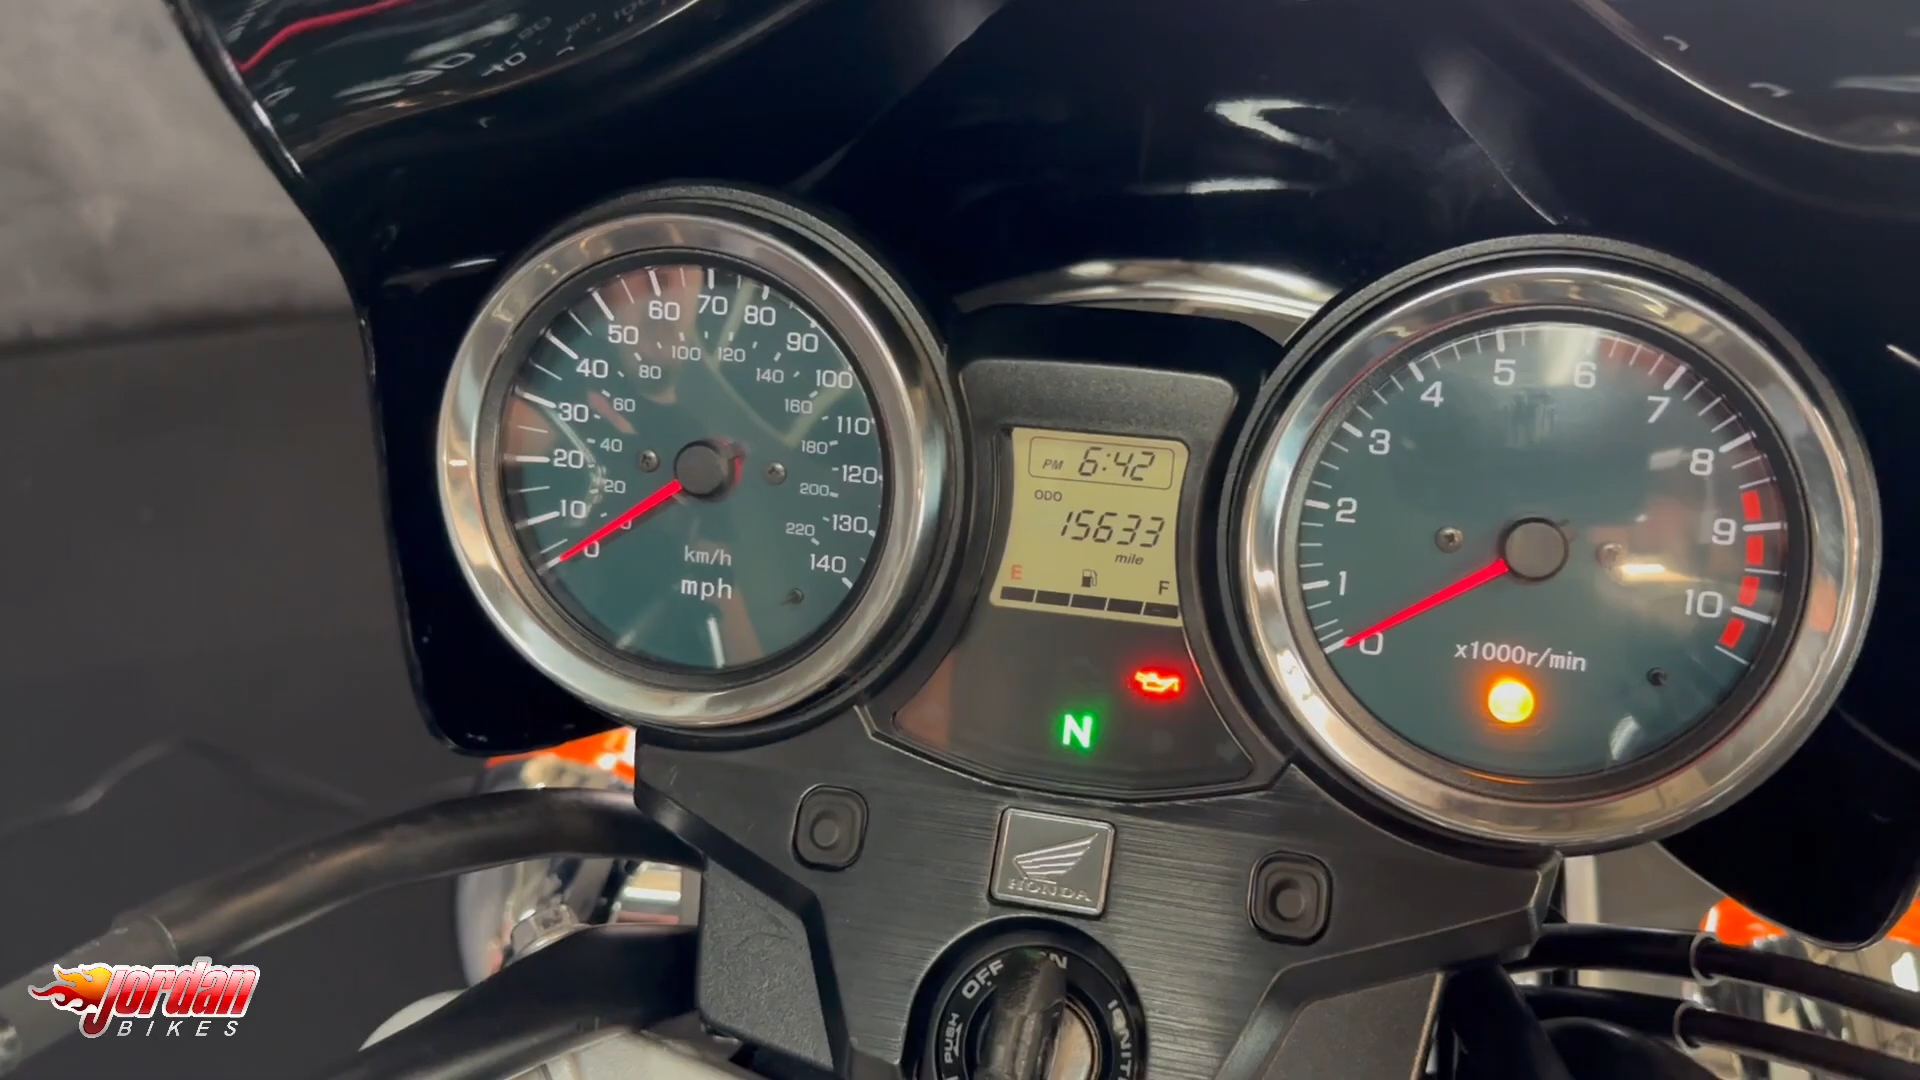 0 10 20 30 40 50 60 70 80 90 100 110 120 130 140
0 20 40 60 80 100 120 140 160 180 200 220
km/h
mph
PM 6:42
ODO
15633
mile
E F
N
0 1 2 3 4 5 6 7 8 9 10
x1000r/min
HONDA
OFF ON
PUSH
jordan
BIKES